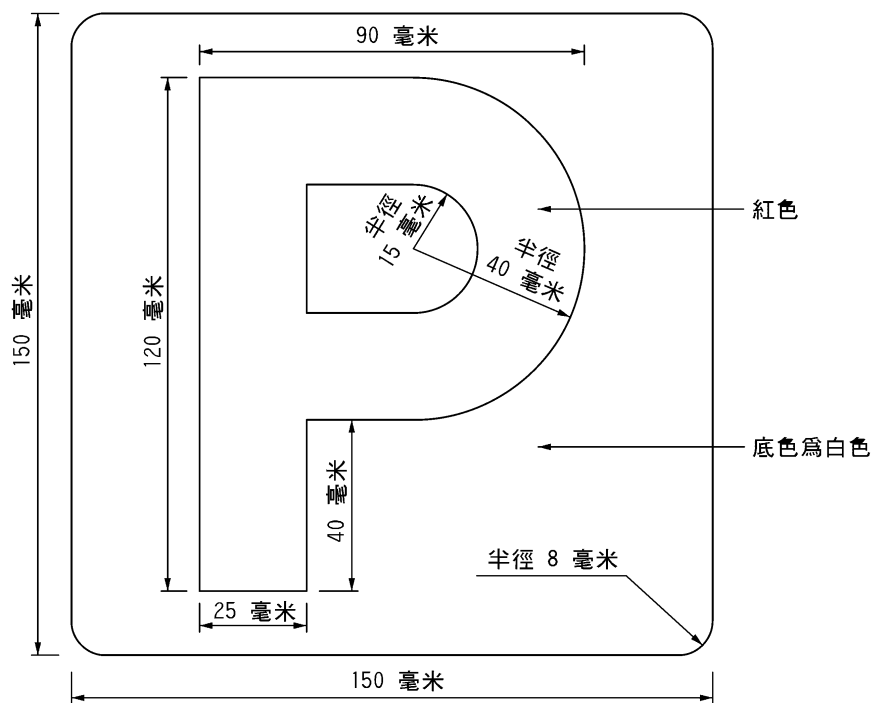 90 毫米
紅色
半徑
15 毫米
半徑
40 毫米
150 毫米
120 毫米
底色爲白色
40 毫米
半徑 8 毫米
25 毫米
150 毫米